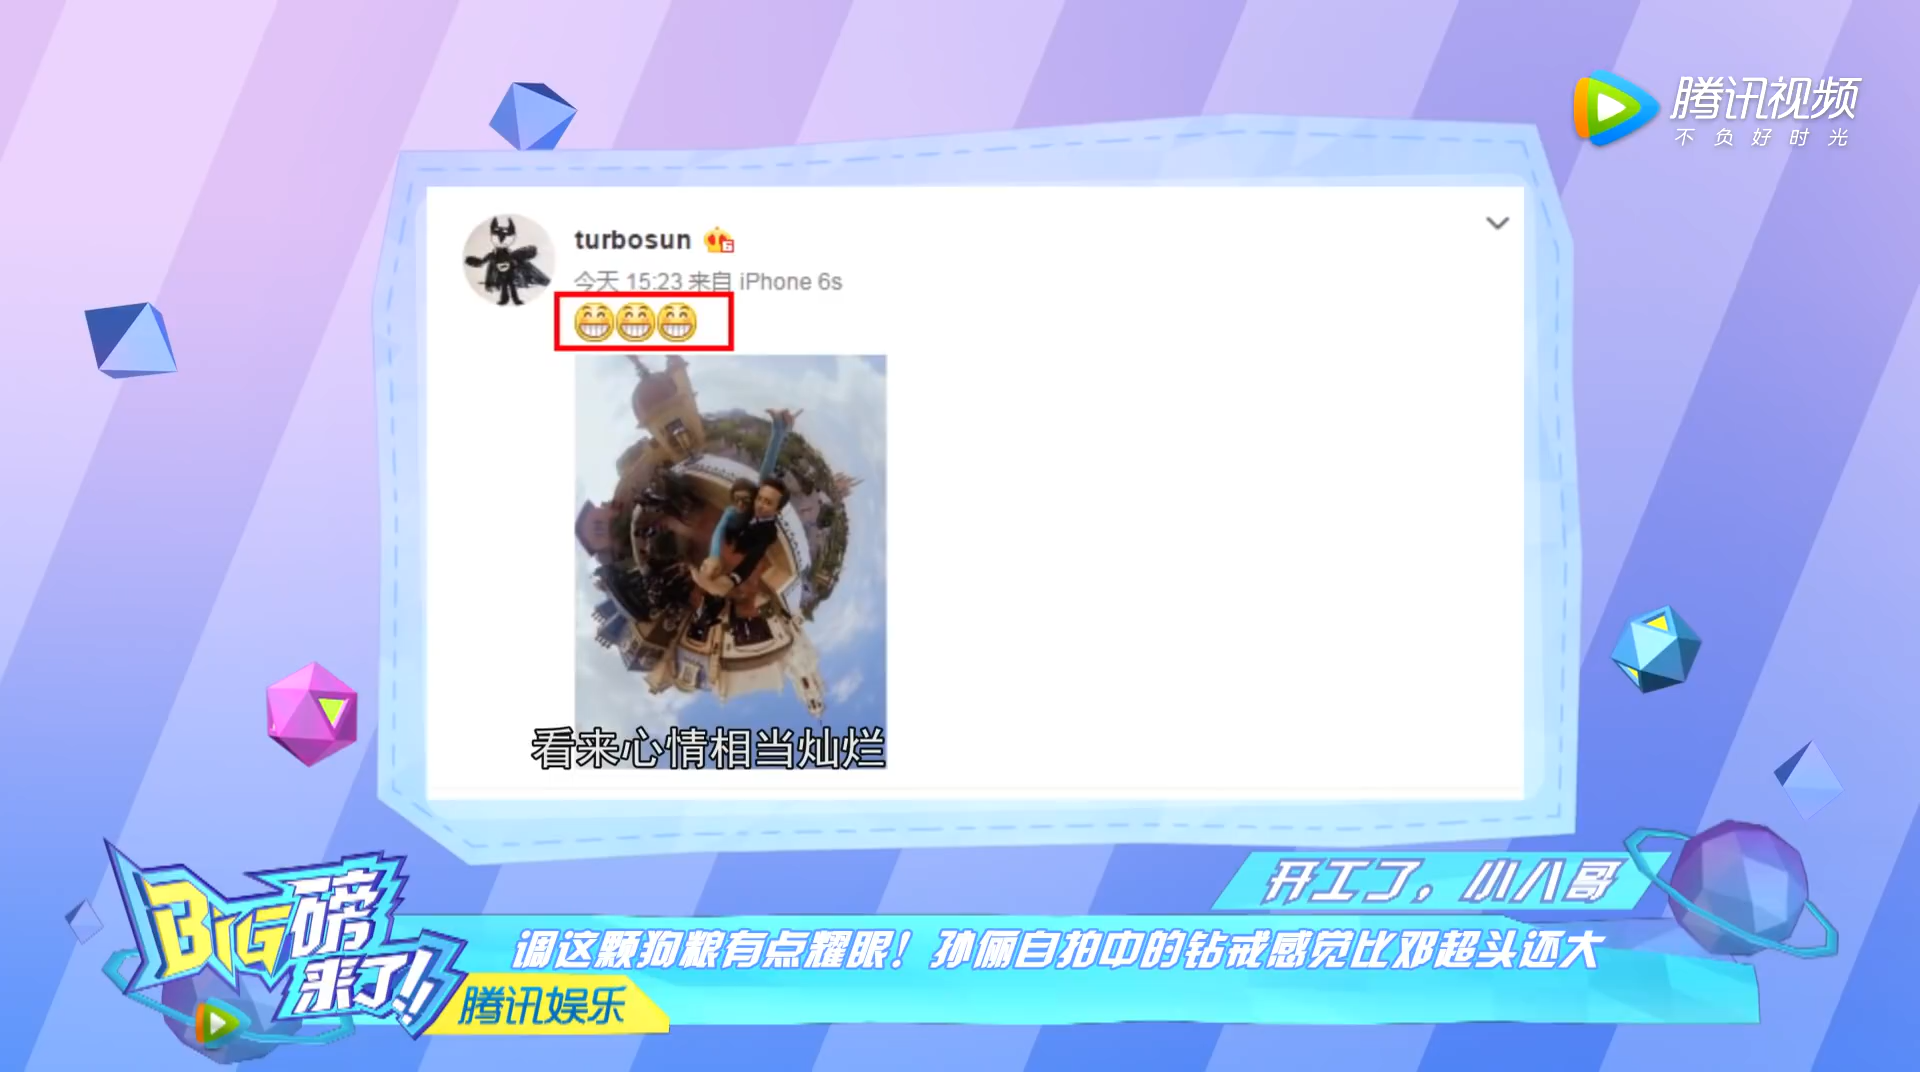 腾讯视频
不负好时光
turbosun
今天 15:23 来自 iPhone 6s
看来心情相当灿烂
开工了，小八哥
BIG磅
来了!!
调这颗狗粮有点耀眼！孙俪自拍中的钻戒感觉比邓超头还大
腾讯娱乐